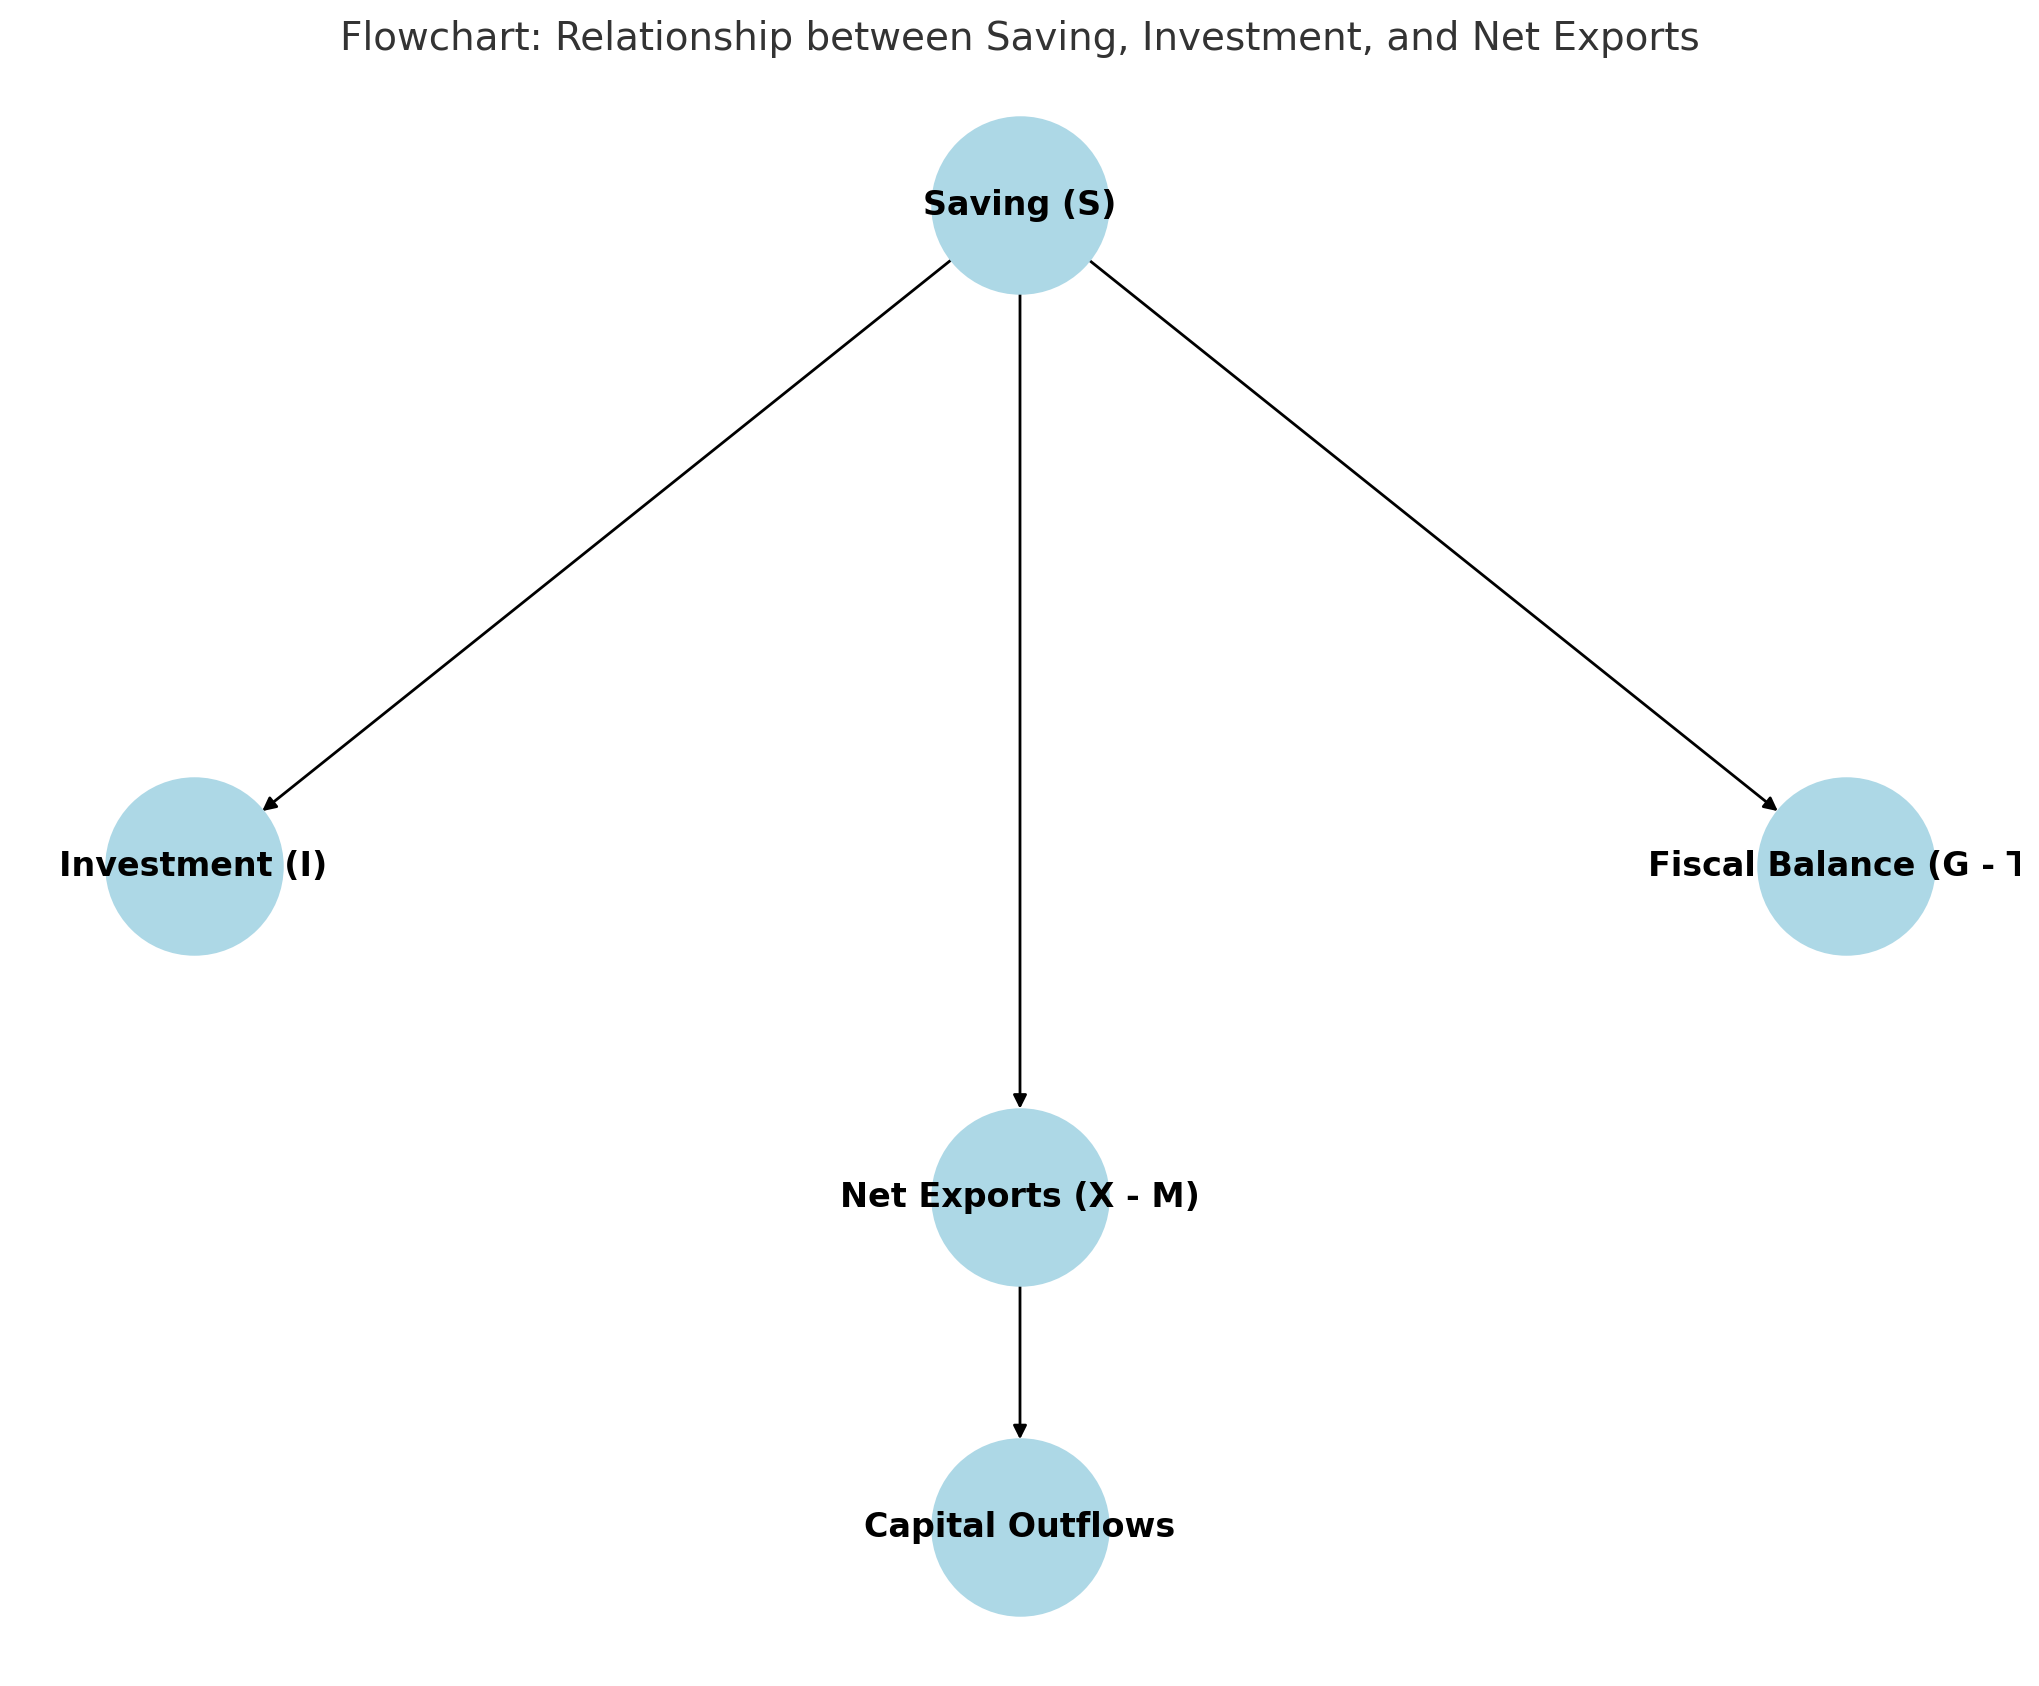 Flowchart: Relationship between Saving, Investment, and Net Exports
Saving (S)
Investment (I)
Fiscal Balance (G - T
Net Exports (X - M)
Capital Outflows